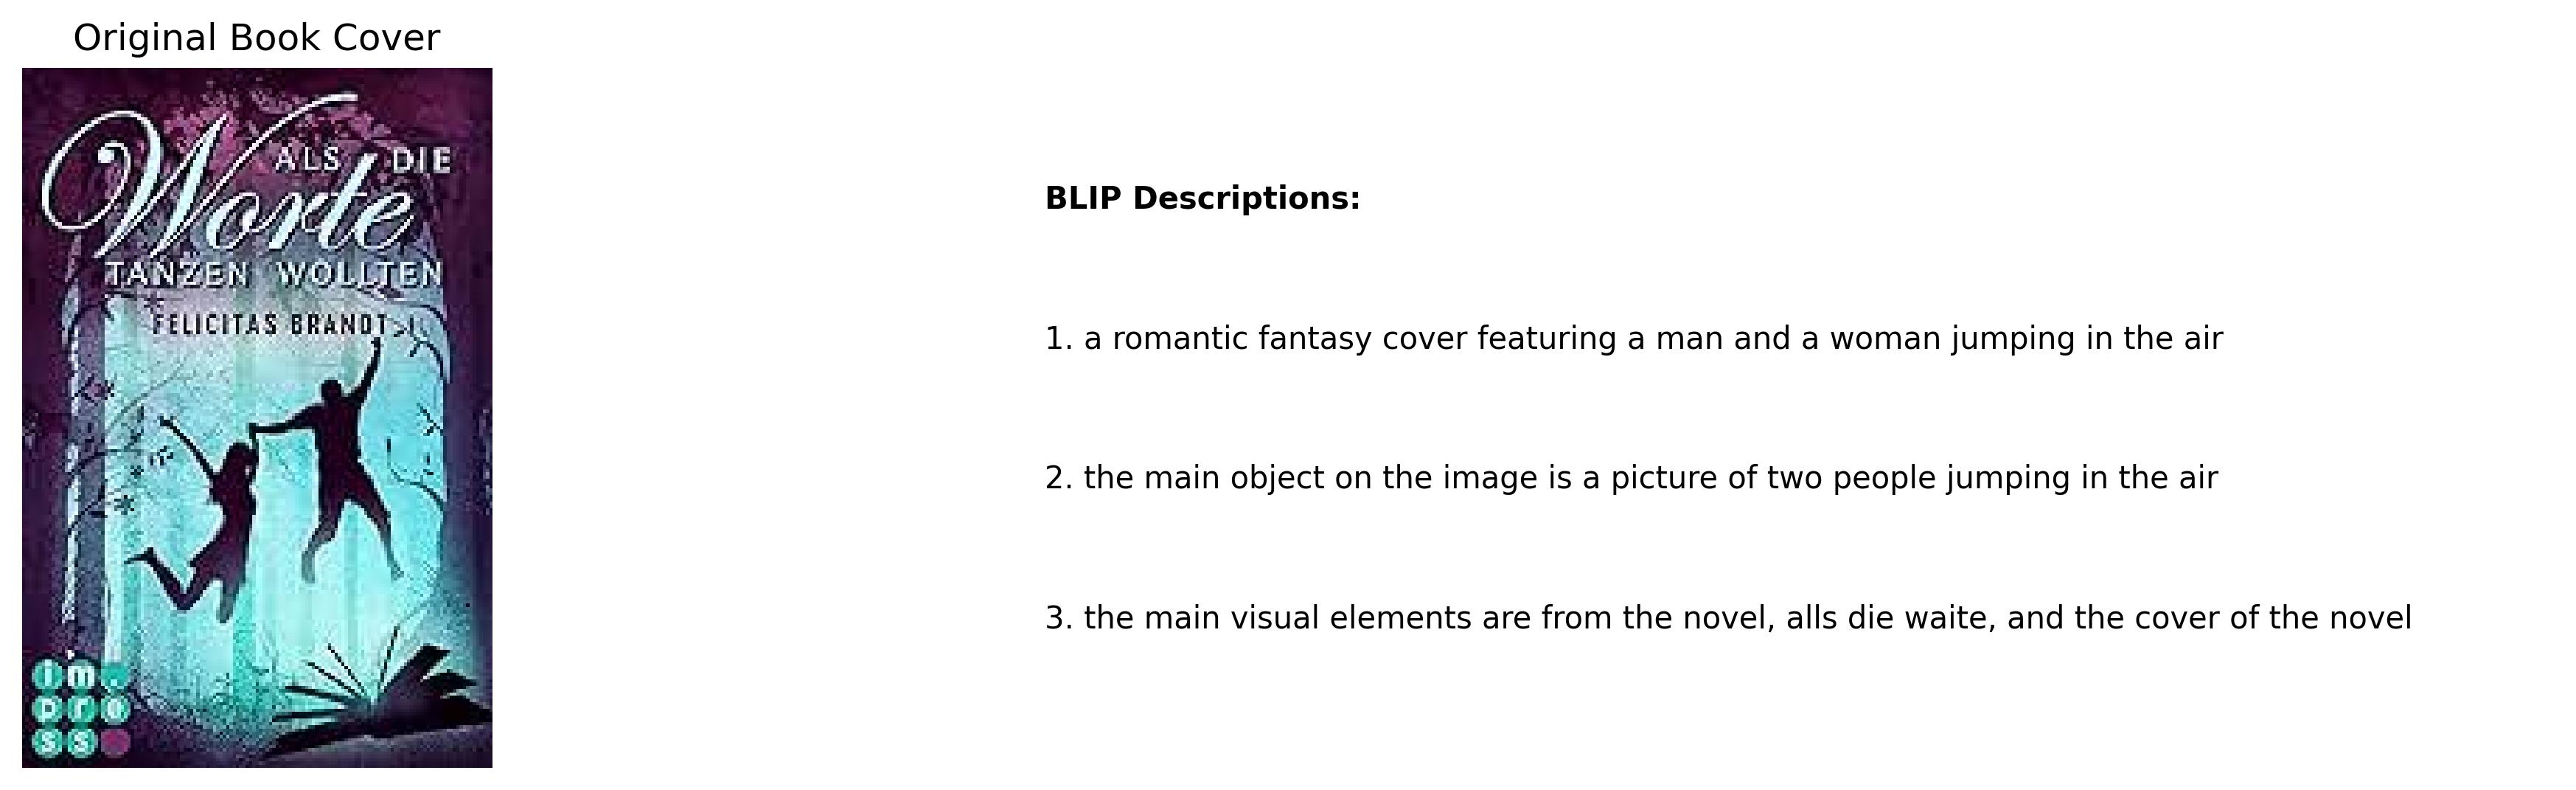 Original Book Cover
ALS DIE
Worte
TANZEN WOLLTEN
FELICITAS BRANDT
im.
pre
ss
BLIP Descriptions:
1. a romantic fantasy cover featuring a man and a woman jumping in the air
2. the main object on the image is a picture of two people jumping in the air
3. the main visual elements are from the novel, alls die waite, and the cover of the novel